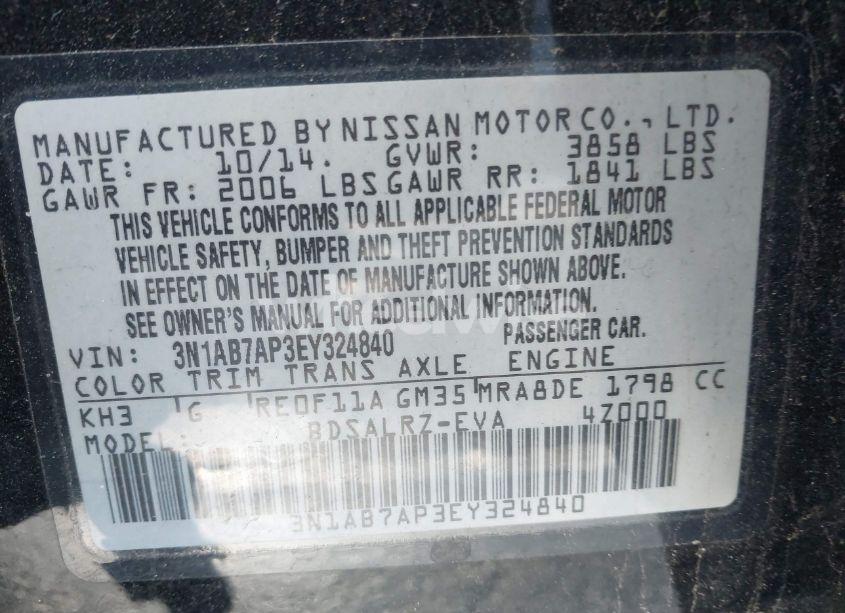 MANUFACTURED BY NISSAN MOTOR CO., LTD.
DATE: 10/14. GVWR: 3858 LBS
GAWR FR: 2006 LBS GAWR RR: 1841 LBS
THIS VEHICLE CONFORMS TO ALL APPLICABLE FEDERAL MOTOR
VEHICLE SAFETY, BUMPER AND THEFT PREVENTION STANDARDS
IN EFFECT ON THE DATE OF MANUFACTURE SHOWN ABOVE.
SEE OWNER'S MANUAL FOR ADDITIONAL INFORMATION.
VIN: 3N1AB7AP3EY324840 PASSENGER CAR.
COLOR TRIM TRANS AXLE ENGINE
KH3 G RE0F11A GM35 MRA8DE 1798 CC
MODEL: BDSALRZ-EVA 4Z000
3N1AB7AP3EY324840